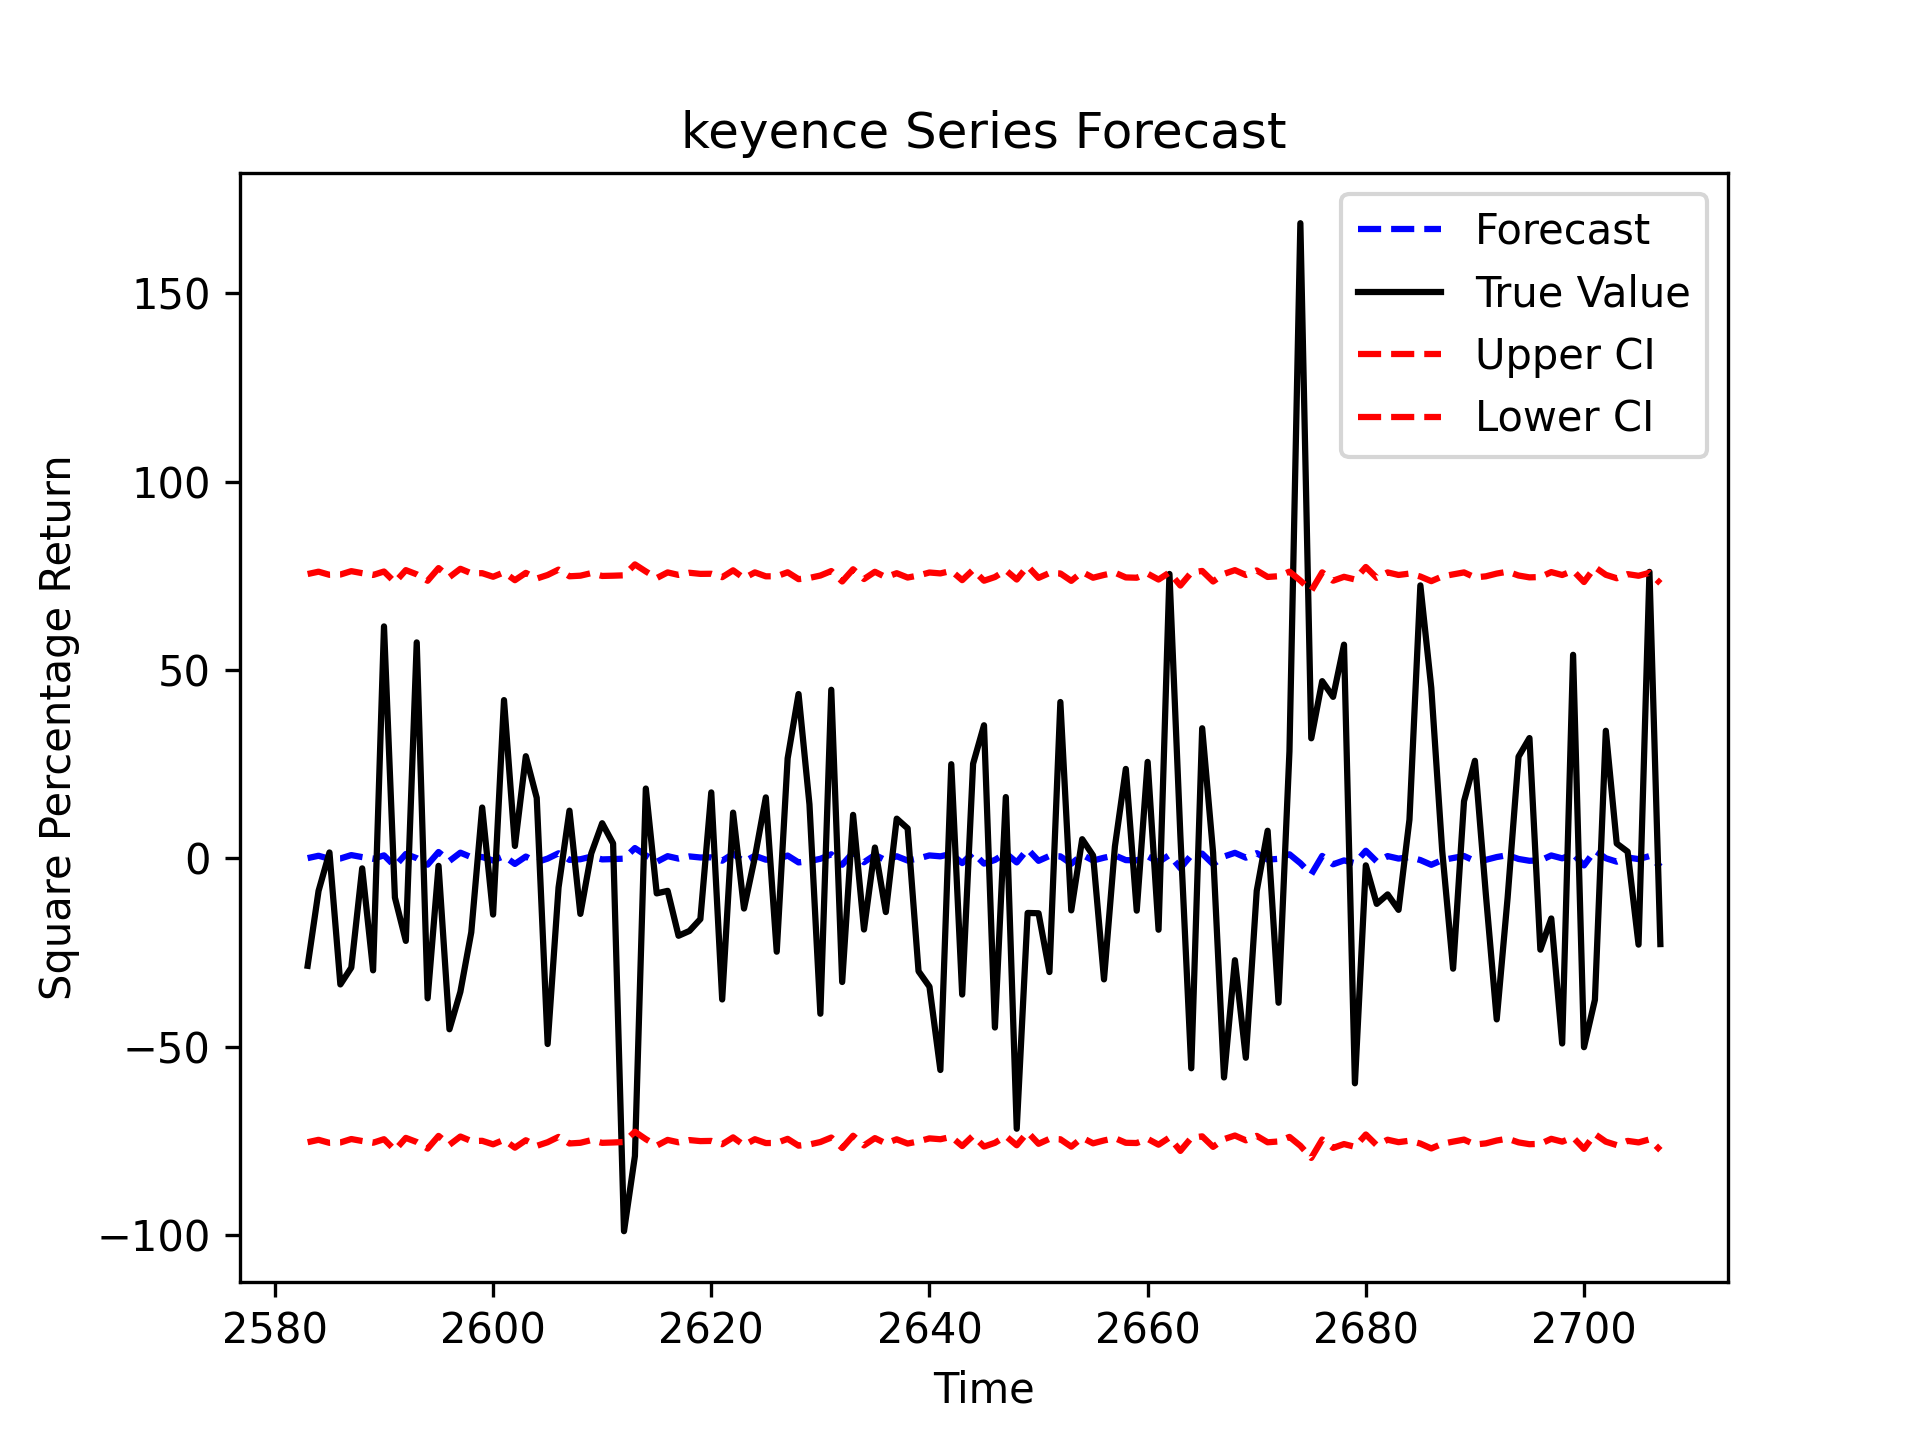 keyence Series Forecast
Forecast
True Value
Upper CI
Lower CI
Square Percentage Return
150
100
50
0
−50
−100
2580 2600 2620 2640 2660 2680 2700
Time